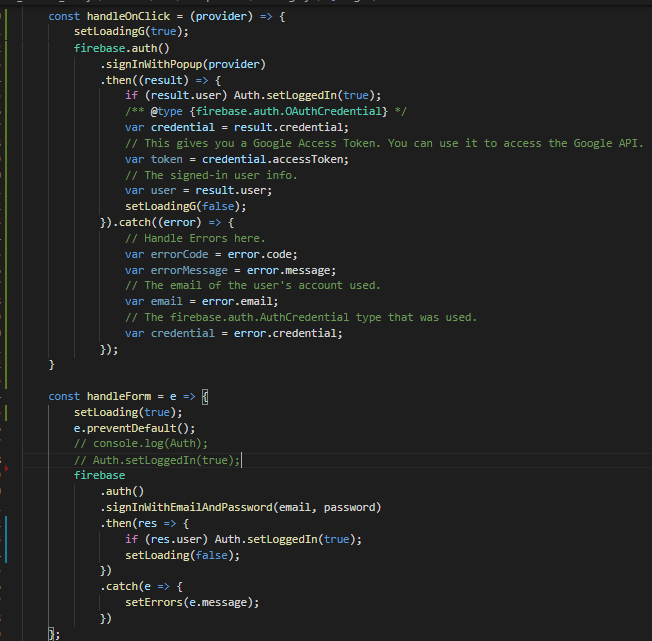 const handleOnClick = (provider) => {
setLoadingG(true);
firebase.auth()
.signInWithPopup(provider)
.then((result) => {
if (result.user) Auth.setLoggedIn(true);
/** @type {firebase.auth.OAuthCredential} */
var credential = result.credential;
// This gives you a Google Access Token. You can use it to access the Google API.
var token = credential.accessToken;
// The signed-in user info.
var user = result.user;
setLoadingG(false);
}).catch((error) => {
// Handle Errors here.
var errorCode = error.code;
var errorMessage = error.message;
// The email of the user's account used.
var email = error.email;
// The firebase.auth.AuthCredential type that was used.
var credential = error.credential;
});
}
const handleForm = e => {
setLoading(true);
e.preventDefault();
// console.log(Auth);
// Auth.setLoggedIn(true);
firebase
.auth()
.signInWithEmailAndPassword(email, password)
.then(res => {
if (res.user) Auth.setLoggedIn(true);
setLoading(false);
})
.catch(e => {
setErrors(e.message);
})
};